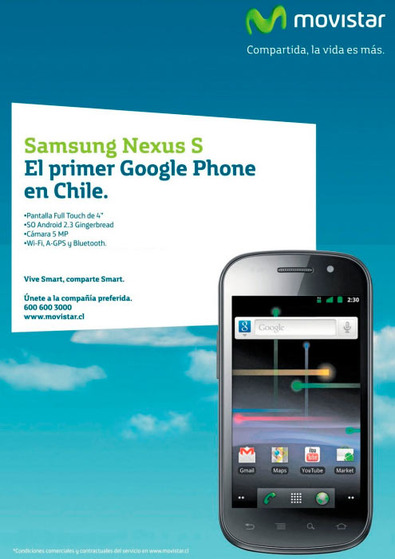 movistar
Compartida, la vida es más.
Samsung Nexus S
El primer Google Phone
en Chile.
•Pantalla Full Touch de 4"
•SO Android 2.3 Gingerbread
•Cámara 5 MP
•Wi-Fi, A-GPS y Bluetooth.
Vive Smart, comparte Smart.
Únete a la compañía preferida.
600 600 3000
www.movistar.cl
2:30
Google
Gmail Maps YouTube Market
*Condiciones comerciales y contractuales del servicio en www.movistar.cl